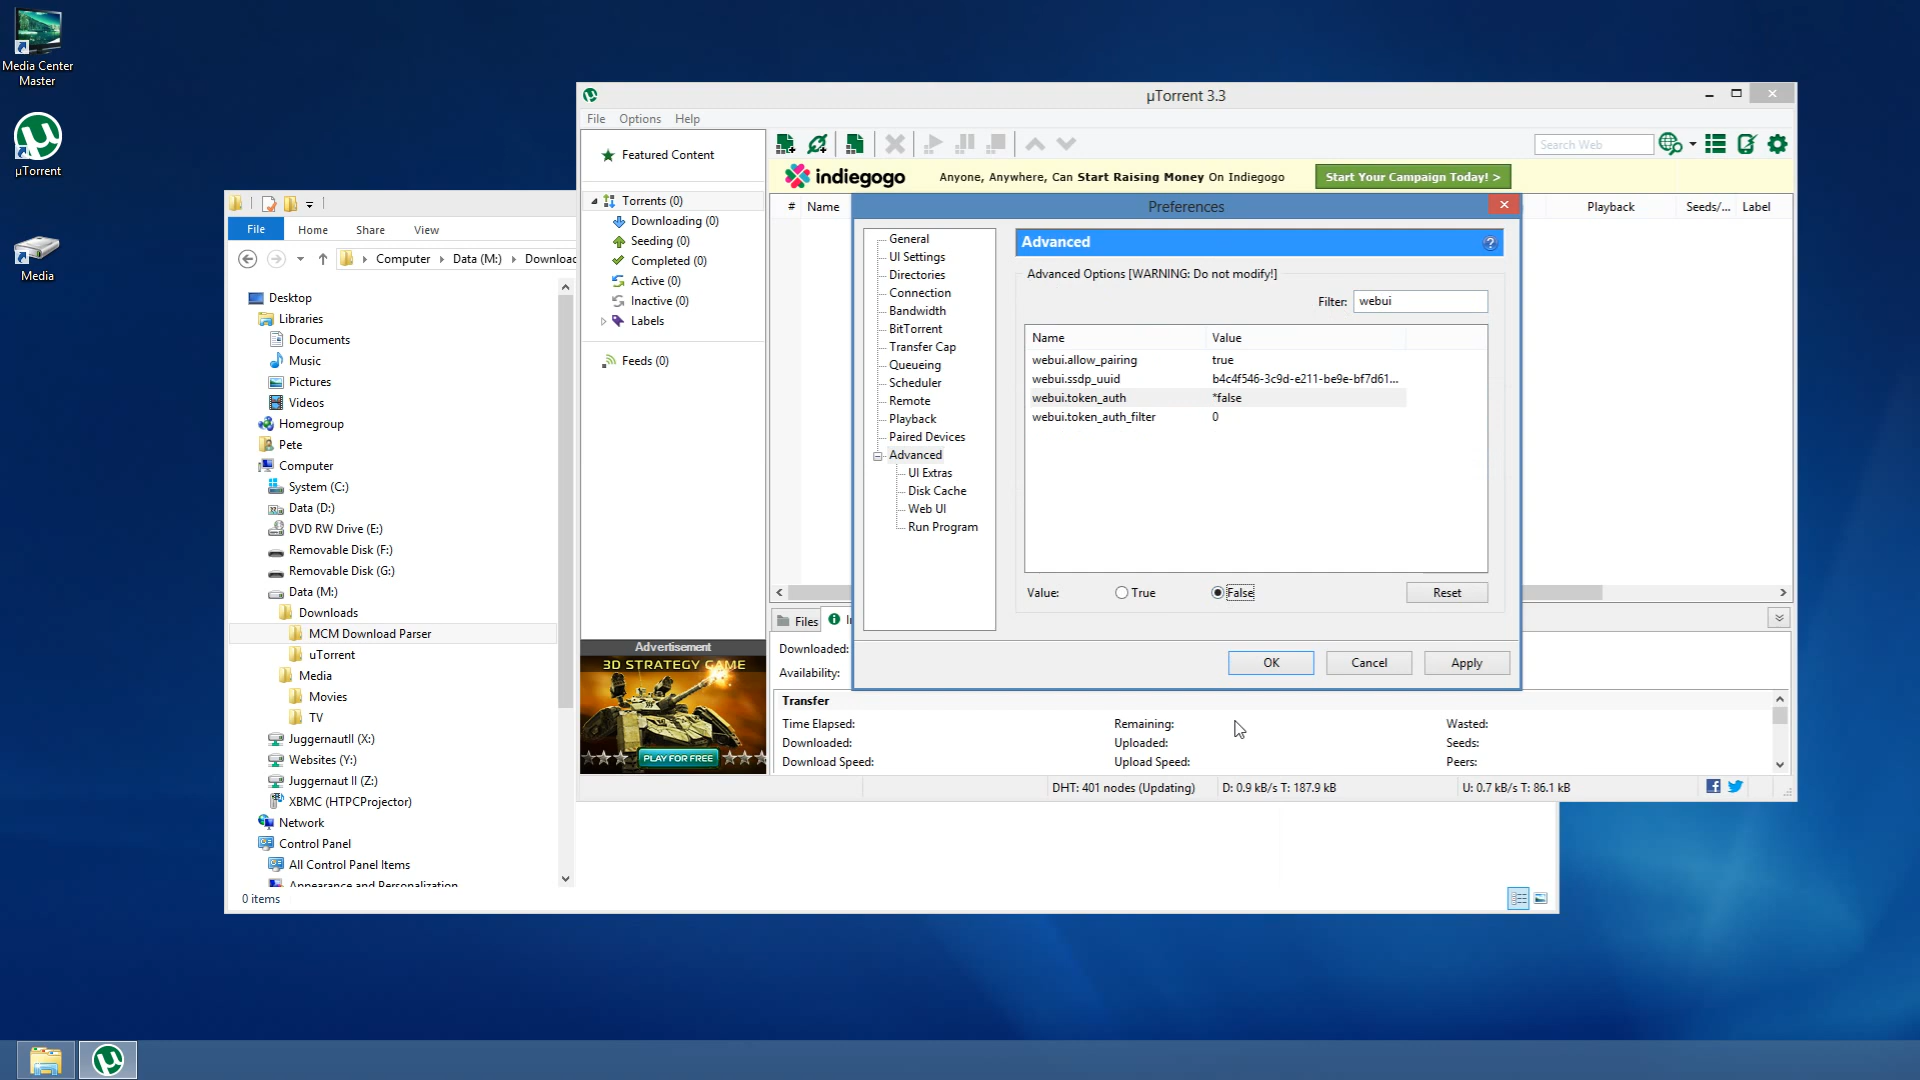 Media Center
Master
µTorrent
Media
File
Home
Share
View
Computer
Data (M:)
Downloac
Desktop
Libraries
Documents
Music
Pictures
Videos
Homegroup
Pete
Computer
System (C:)
Data (D:)
DVD RW Drive (E:)
Removable Disk (F:)
Removable Disk (G:)
Data (M:)
Downloads
MCM Download Parser
uTorrent
Media
Movies
TV
JuggernautII (X:)
Websites (Y:)
Juggernaut II (Z:)
XBMC (HTPCProjector)
Network
Control Panel
All Control Panel Items
Appearance and Personalization
0 items
µTorrent 3.3
File Options Help
Featured Content
Torrents (0)
Downloading (0)
Seeding (0)
Completed (0)
Active (0)
Inactive (0)
Labels
Feeds (0)
Advertisement
3D STRATEGY GAME
PLAY FOR FREE
Search Web
indiegogo
Anyone, Anywhere, Can Start Raising Money On Indiegogo
Start Your Campaign Today! >
# Name
Playback
Seeds/...
Label
Preferences
General
UI Settings
Directories
Connection
Bandwidth
BitTorrent
Transfer Cap
Queueing
Scheduler
Remote
Playback
Paired Devices
Advanced
UI Extras
Disk Cache
Web UI
Run Program
Advanced
Advanced Options [WARNING: Do not modify!]
Filter: webui
Name Value
webui.allow_pairing true
webui.ssdp_uuid b4c4f546-3c9d-e211-be9e-bf7d61...
webui.token_auth *false
webui.token_auth_filter 0
Value: True False Reset
OK Cancel Apply
Files
Downloaded:
Availability:
Transfer
Time Elapsed: Remaining: Wasted:
Downloaded: Uploaded: Seeds:
Download Speed: Upload Speed: Peers:
DHT: 401 nodes (Updating) D: 0.9 kB/s T: 187.9 kB U: 0.7 kB/s T: 86.1 kB